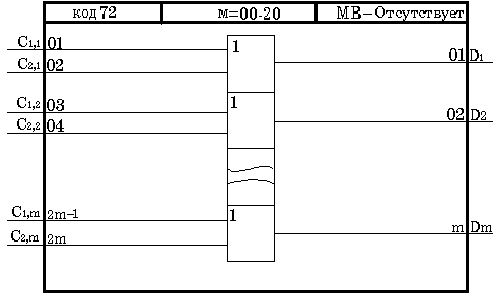 код 72 м=00-20 МВ-Отсутствует
C1,1 01 1 01 D1
C2,1 02
C1,2 03 1 02 D2
C2,2 04
C1,m 2m-1 1 m Dm
C2,m 2m